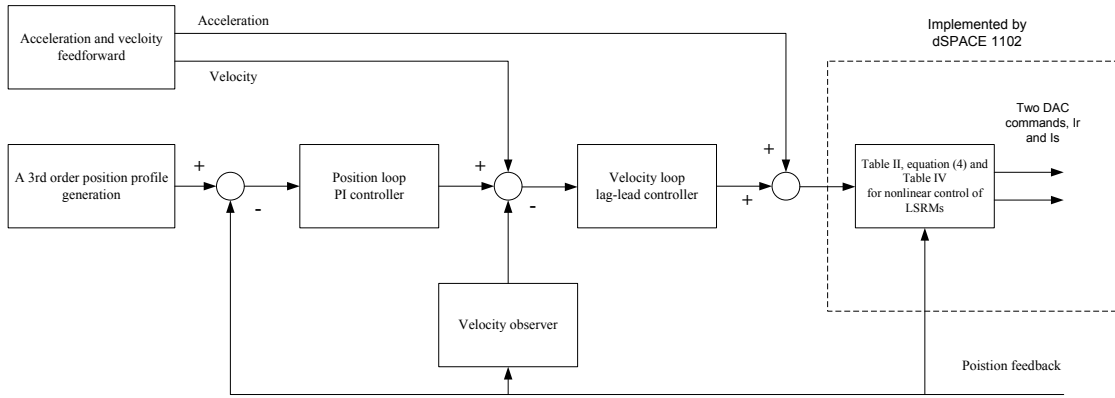 Acceleration
Implemented by
dSPACE 1102
Acceleration and vecloity
feedforward
Velocity
Two DAC
commands, Ir
and Is
+
A 3rd order position profile
generation
-
Position loop
PI controller
+
-
Velocity loop
lag-lead controller
+
+
Table II, equation (4) and
Table IV
for nonlinear control of
LSRMs
Velocity observer
Poistion feedback